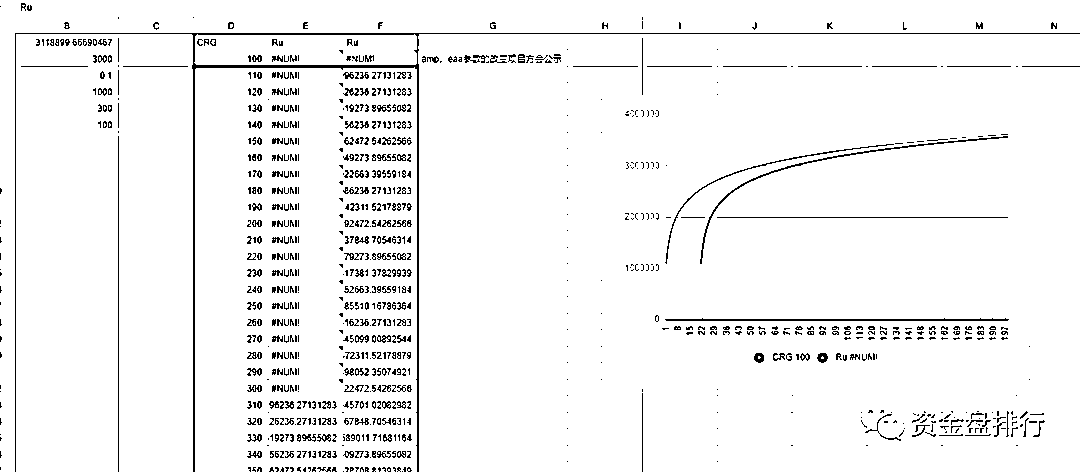 Ru
B C D E F G H I J K L M N
3118899 66690467 CRG Ru Ru
3000 100 #NUM! #NUM! amp，eaa参数的改变项目方会公示
0 1 110 #NUM! 96236 27131283
1000 120 #NUM! 26236 27131283
300 130 #NUM! 19273 89655082
100 140 #NUM! 56236 27131283
150 #NUM! 62472 54262566
160 #NUM! 49273 89655082
170 #NUM! 22663 39559184
180 #NUM! 86236 27131283
190 #NUM! 42311 52178879
200 #NUM! 92472 54262566
210 #NUM! 37848 70546314
220 #NUM! 79273 89655082
230 #NUM! 17381 37829939
240 #NUM! 52663 39559184
250 #NUM! 85510 16786364
260 #NUM! 16236 27131283
270 #NUM! 45099 00892544
280 #NUM! 72311 52178879
290 #NUM! 98052 35074921
300 #NUM! 22472 54262566
310 96236 27131283 45701 02082982
320 26236 27131283 67848 70546314
330 19273 89655082 589011 71681164
340 56236 27131283 09273 89655082
350 62472 54262566 28708 81393849
4000000
3000000
2000000
1000000
0
1 8 15 22 29 36 43 50 57 64 71 78 85 92 99 106 113 120 127 134 141 148 155 162 169 176 183 190 197
CRG 100 Ru #NUM!
资金盘排行